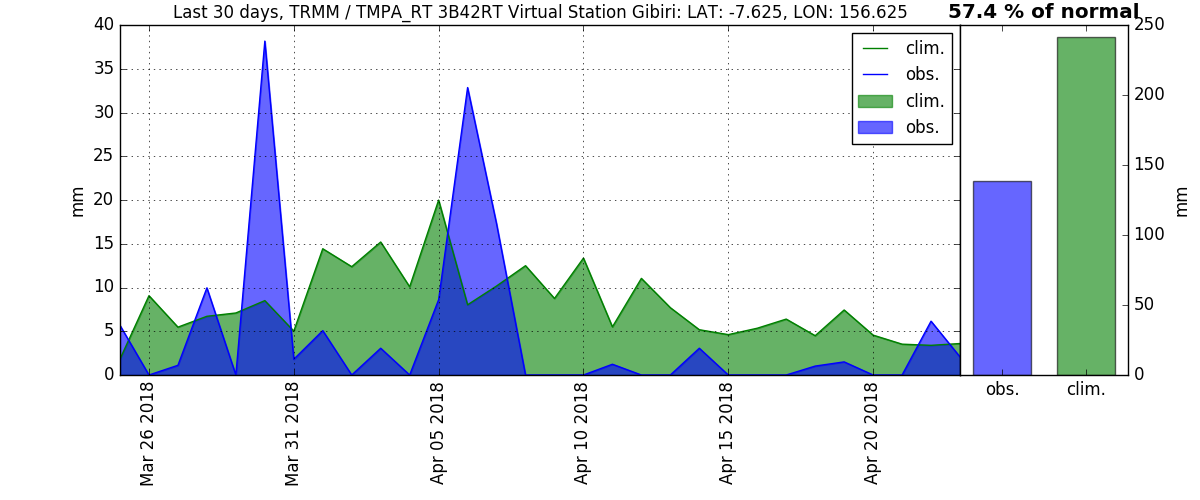 Last 30 days, TRMM / TMPA_RT 3B42RT Virtual Station Gibiri: LAT: -7.625, LON: 156.625
57.4 % of normal
40
35
30
25
20
15
10
5
0
mm
clim.
obs.
clim.
obs.
Mar 26 2018
Mar 31 2018
Apr 05 2018
Apr 10 2018
Apr 15 2018
Apr 20 2018
250
200
150
100
50
0
mm
obs.
clim.